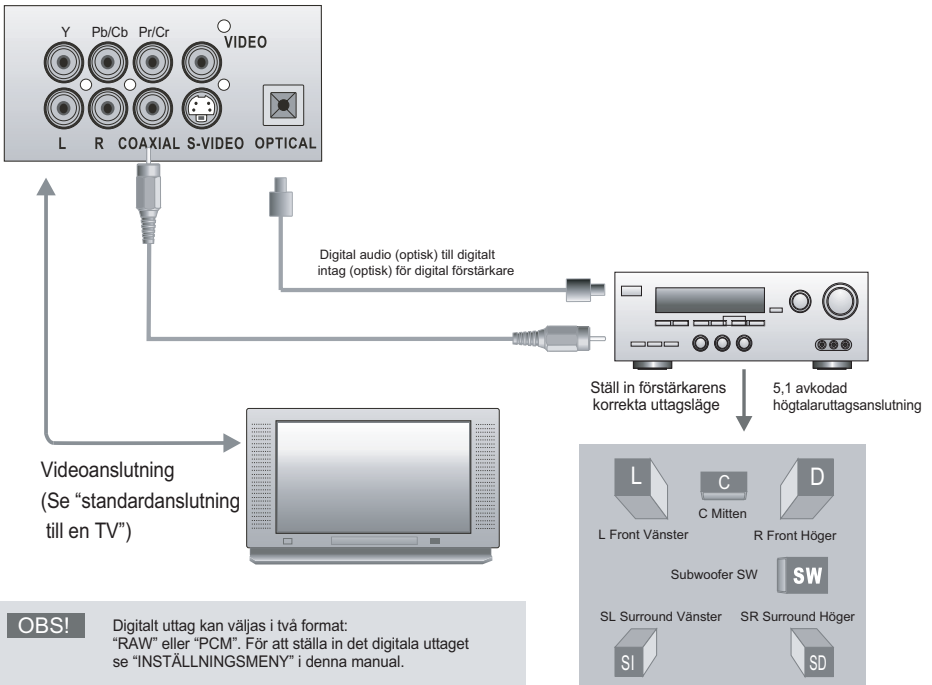 Y Pb/Cb Pr/Cr
VIDEO
L R COAXIAL S-VIDEO OPTICAL
Digital audio (optisk) till digitalt
intag (optisk) för digital förstärkare
Ställ in förstärkarens
korrekta uttagsläge
5,1 avkodad
högtalaruttagsanslutning
Videoanslutning
(Se “standardanslutning
till en TV”)
L
C
D
C Mitten
L Front Vänster
R Front Höger
Subwoofer SW
SW
SL Surround Vänster
SR Surround Höger
SI
SD
OBS!
Digitalt uttag kan väljas i två format:
“RAW” eller “PCM”. För att ställa in det digitala uttaget
se “INSTÄLLNINGSMENY” i denna manual.